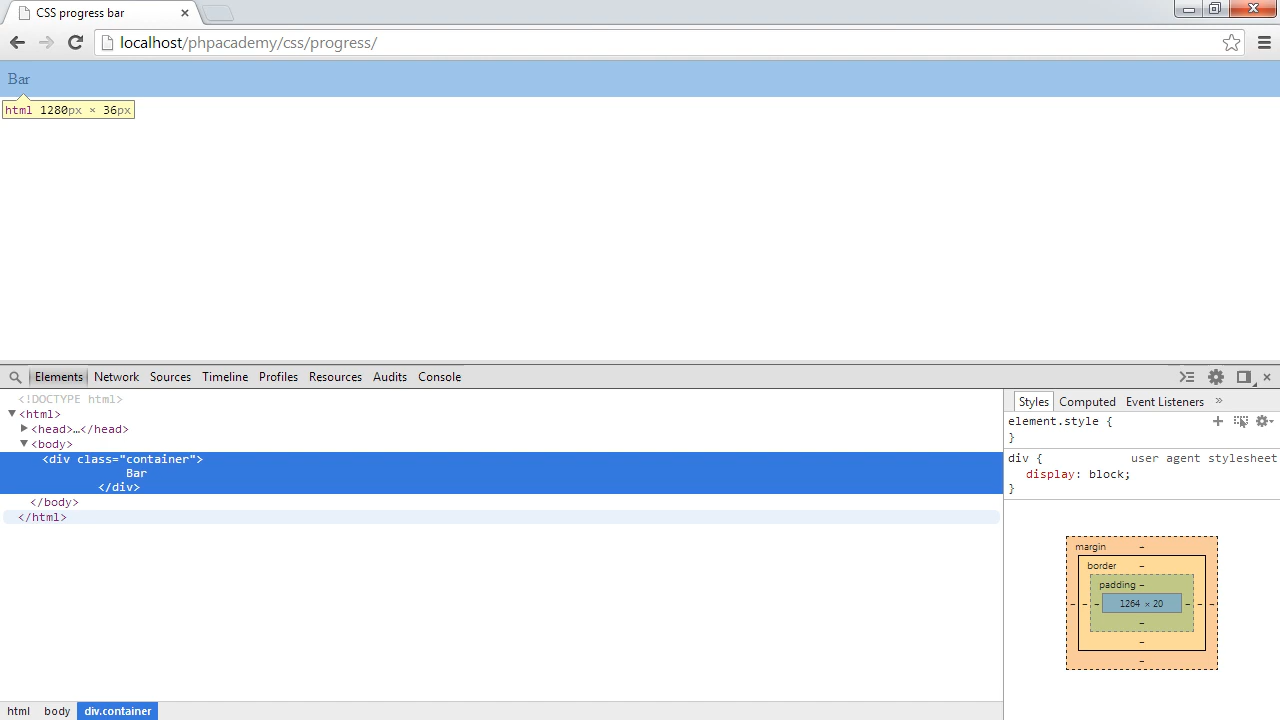 CSS progress bar
localhost/phpacademy/css/progress/
Bar
html 1280px × 36px
Elements Network Sources Timeline Profiles Resources Audits Console
<!DOCTYPE html>
<html>
<head>…</head>
<body>
<div class="container">
Bar
</div>
</body>
</html>
html body div.container
Styles Computed Event Listeners »
element.style {
}
div { user agent stylesheet
display: block;
}
margin –
border –
padding –
– – – 1264 × 20 – – –
–
–
–